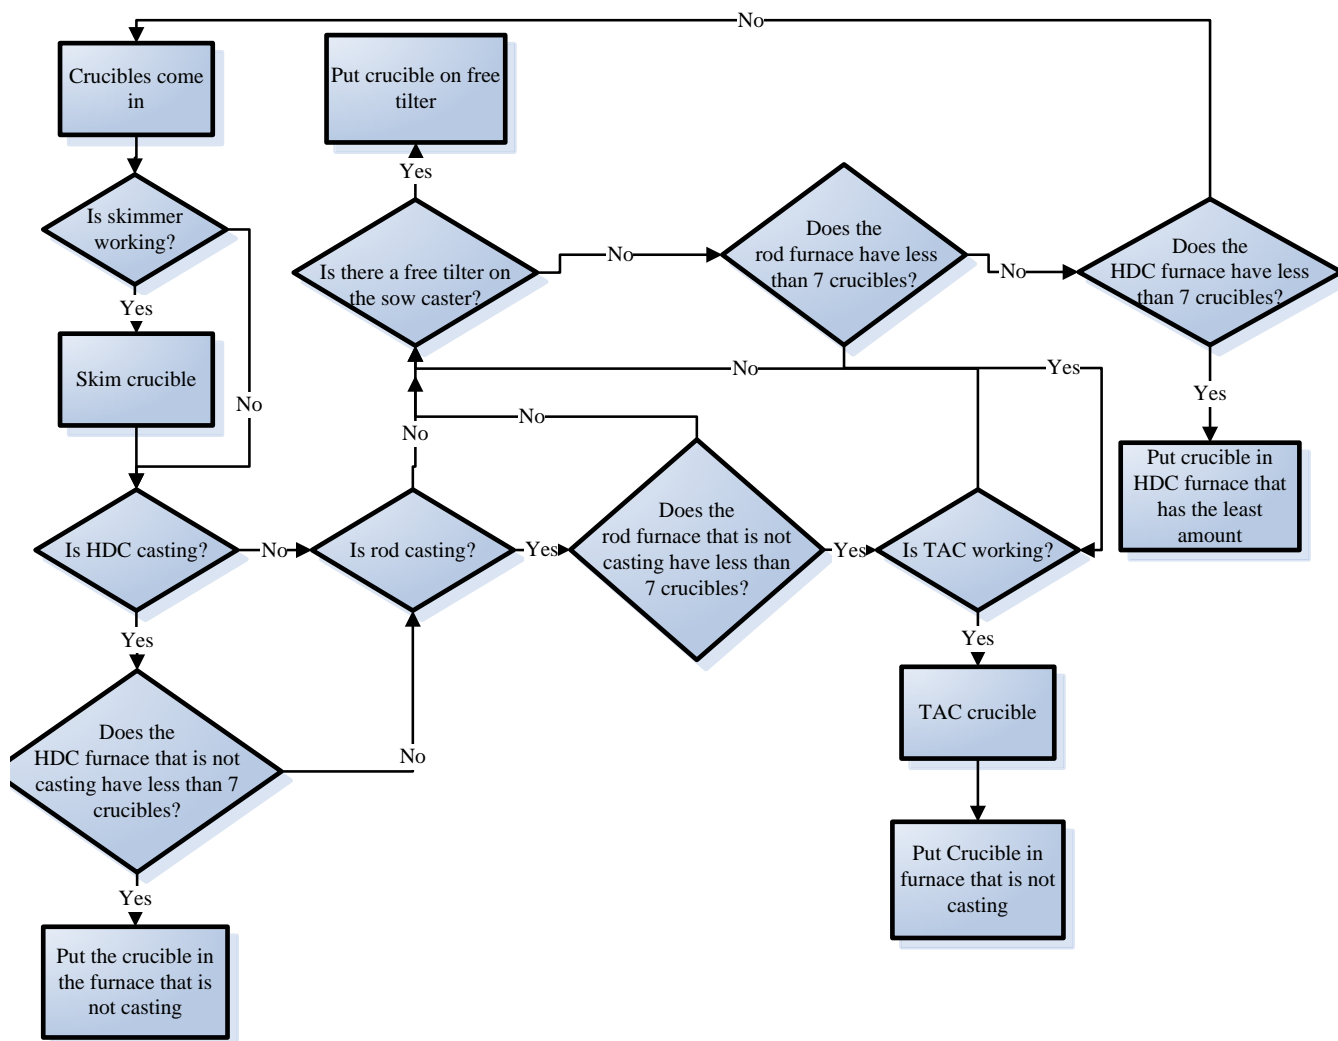 No
Crucibles come
in
Put crucible on free
tilter
Yes
Is skimmer
working?
Does the
rod furnace have less
than 7 crucibles?
Does the
HDC furnace have less
than 7 crucibles?
Is there a free tilter on
the sow caster?
No
No
Yes
Skim crucible
No
No
Yes
Yes
No
No
Put crucible in
HDC furnace that
has the least
amount
Is HDC casting?
No
Is rod casting?
Yes
Does the
rod furnace that is not
casting have less than
7 crucibles?
Yes
Is TAC working?
Yes
Yes
Does the
HDC furnace that is not
casting have less than 7
crucibles?
No
TAC crucible
Yes
Put Crucible in
furnace that is not
casting
Put the crucible in
the furnace that is
not casting